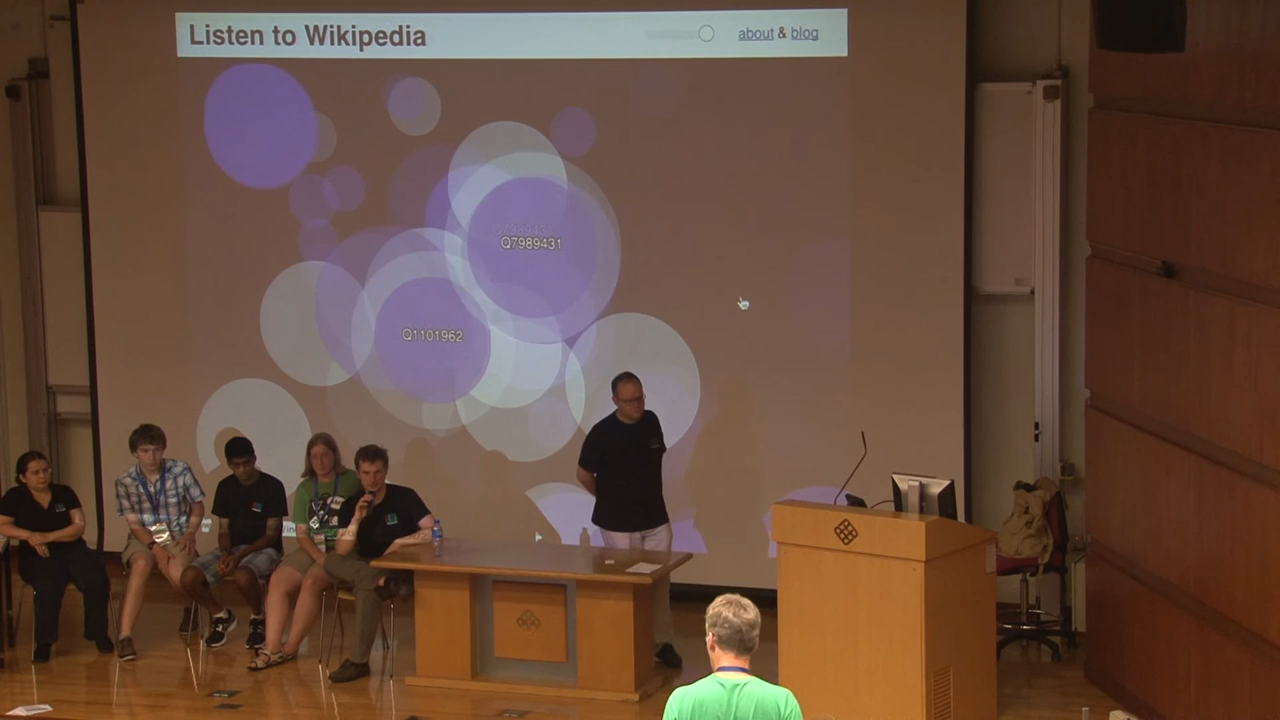 Listen to Wikipedia
about & blog
Q7989431
Q1101962